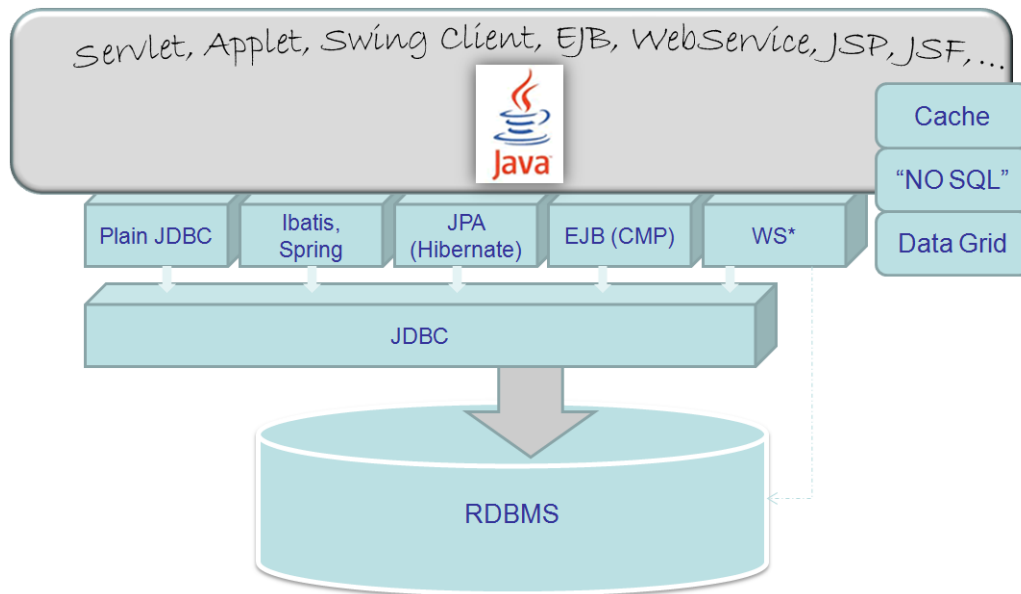 Servlet, Applet, Swing Client, EJB, WebService, JSP, JSF, ...
Java
Cache
“NO SQL”
Data Grid
Plain JDBC
Ibatis,
Spring
JPA
(Hibernate)
EJB (CMP)
WS*
JDBC
RDBMS